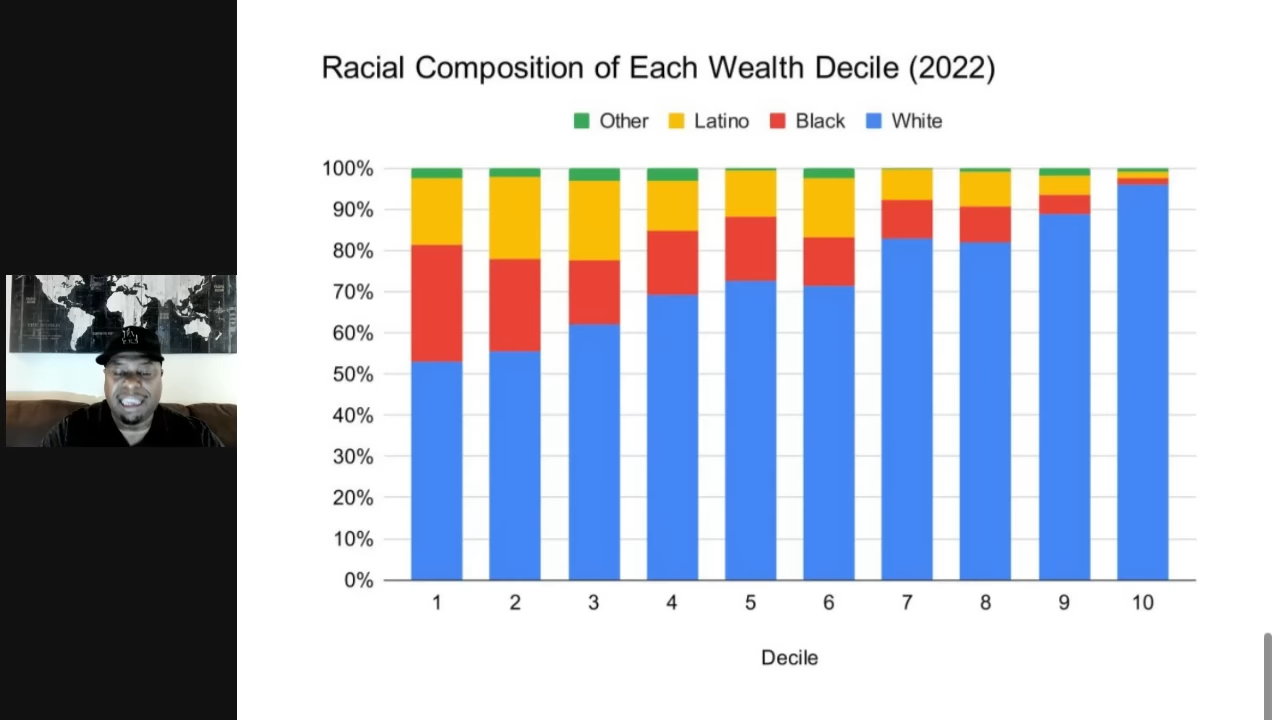 Racial Composition of Each Wealth Decile (2022)
Other Latino Black White
100%
90%
80%
70%
60%
50%
40%
30%
20%
10%
0%
1 2 3 4 5 6 7 8 9 10
Decile